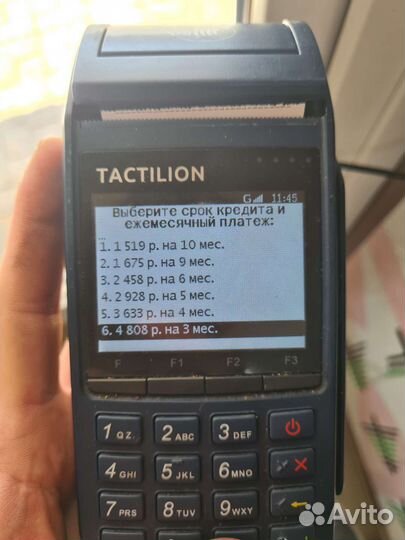 TACTILION
G 11:45
Выберите срок кредита и
ежемесячный платеж:
1. 1 519 р. на 10 мес.
2. 1 675 р. на 9 мес.
3. 2 458 р. на 6 мес.
4. 2 928 р. на 5 мес.
5. 3 633 р. на 4 мес.
6. 4 808 р. на 3 мес.
F F1 F2 F3
1 QZ. 2 ABC 3 DEF
4 GHI 5 JKL 6 MNO
7 PRS 8 TUV 9 WXY
Avito